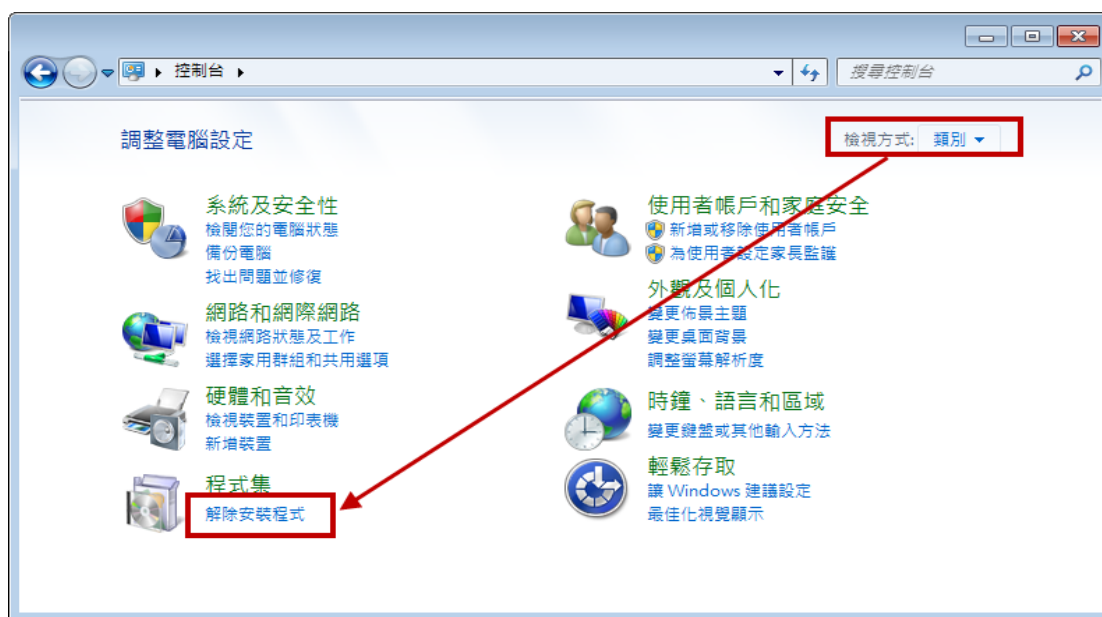 控制台
搜尋控制台
調整電腦設定
檢視方式: 類別
系統及安全性
檢閱您的電腦狀態
備份電腦
找出問題並修復
網路和網際網路
檢視網路狀態及工作
選擇家用群組和共用選項
硬體和音效
檢視裝置和印表機
新增裝置
程式集
解除安裝程式
使用者帳戶和家庭安全
新增或移除使用者帳戶
為使用者設定家長監護
外觀及個人化
變更佈景主題
變更桌面背景
調整螢幕解析度
時鐘、語言和區域
變更鍵盤或其他輸入方法
輕鬆存取
讓 Windows 建議設定
最佳化視覺顯示